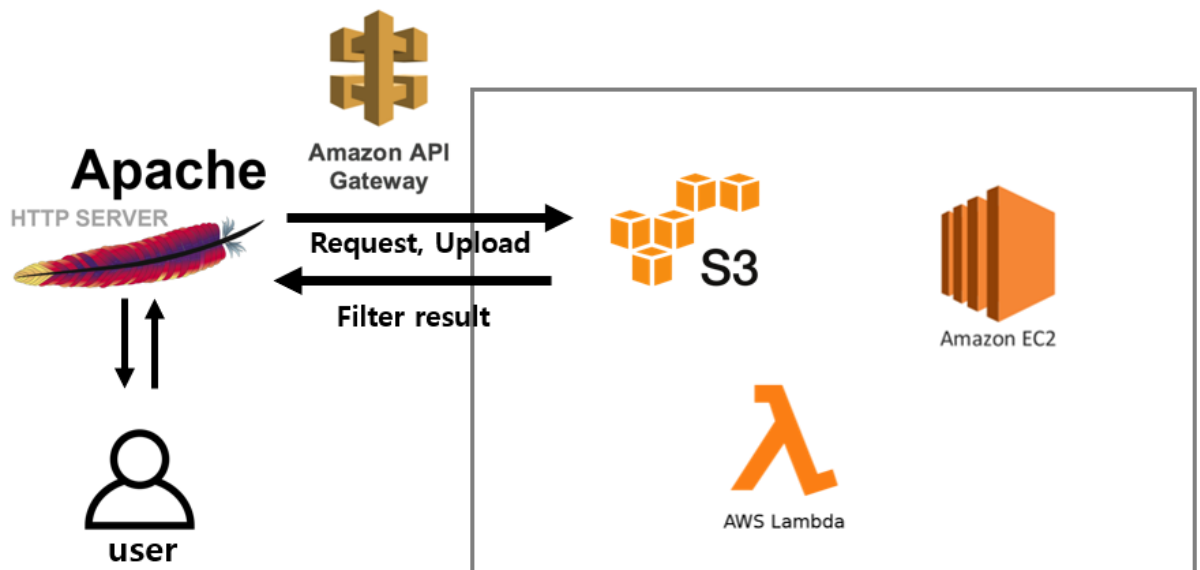 Amazon API
Gateway
Apache
HTTP SERVER
Request, Upload
Filter result
S3
Amazon EC2
AWS Lambda
user